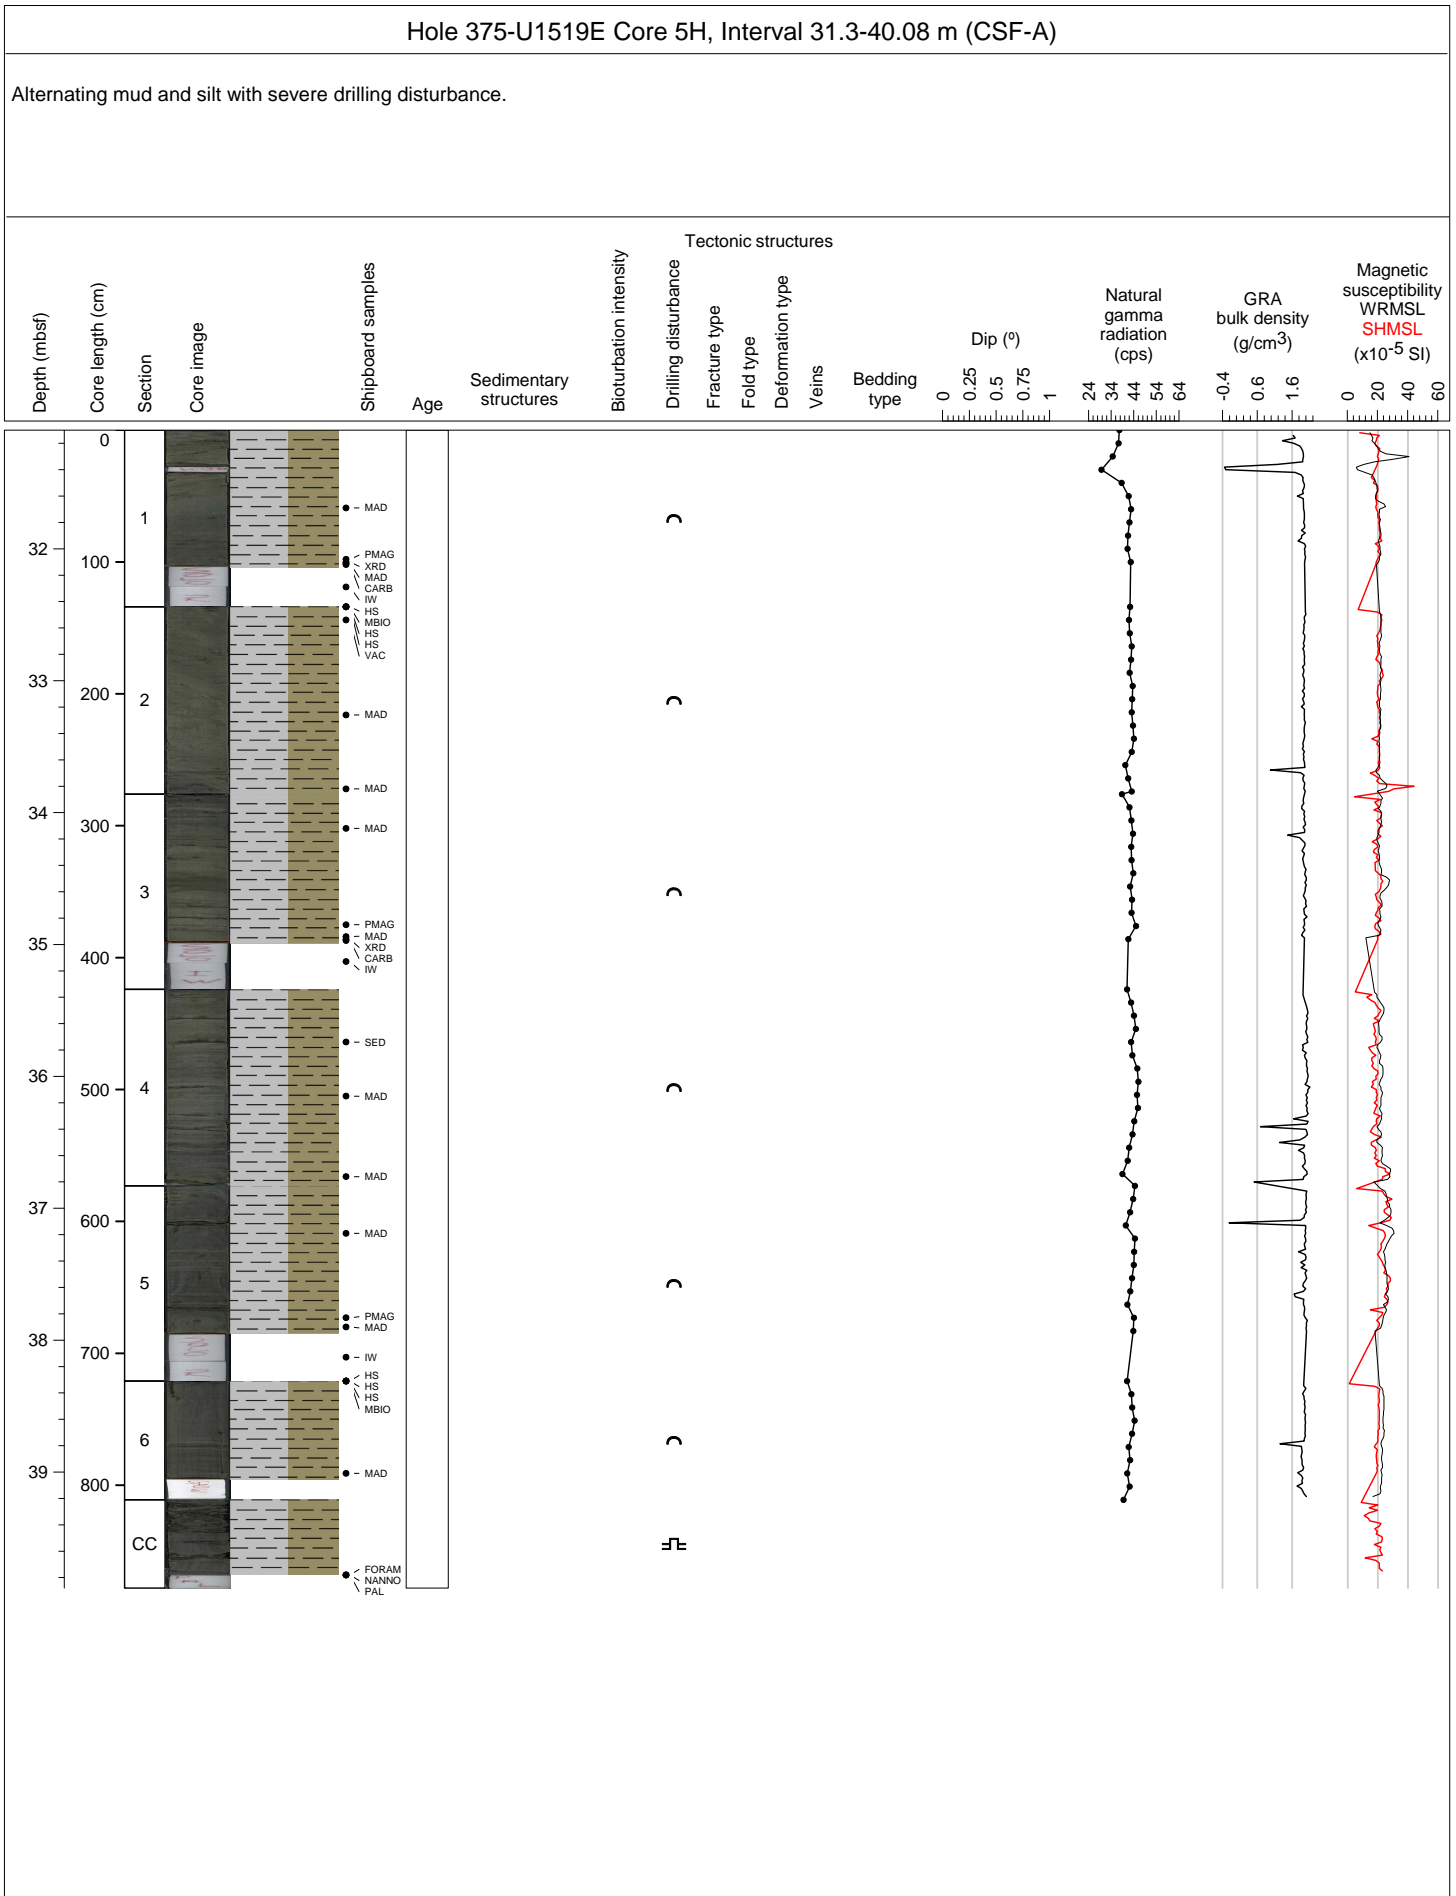 Hole 375-U1519E Core 5H, Interval 31.3-40.08 m (CSF-A)
Alternating mud and silt with severe drilling disturbance.
Depth (mbsf)
Core length (cm)
Section
Core image
Shipboard samples
Age
Sedimentary
structures
Bioturbation intensity
Drilling disturbance
Tectonic structures
Fracture type
Fold type
Deformation type
Veins
Bedding
type
Dip (º)
0
0.25
0.5
0.75
1
Natural
gamma
radiation
(cps)
24
34
44
54
64
GRA
bulk density
(g/cm3)
-0.4
0.6
1.6
Magnetic
susceptibility
WRMSL
SHMSL
(x10-5 SI)
0
20
40
60
32
33
34
35
36
37
38
39
0
100
200
300
400
500
600
700
800
1
2
3
4
5
6
CC
MAD
PMAG
XRD
MAD
CARB
IW
HS
MBIO
HS
HS
VAC
MAD
MAD
MAD
PMAG
MAD
XRD
CARB
IW
SED
MAD
MAD
MAD
PMAG
MAD
IW
HS
HS
HS
MBIO
MAD
FORAM
NANNO
PAL